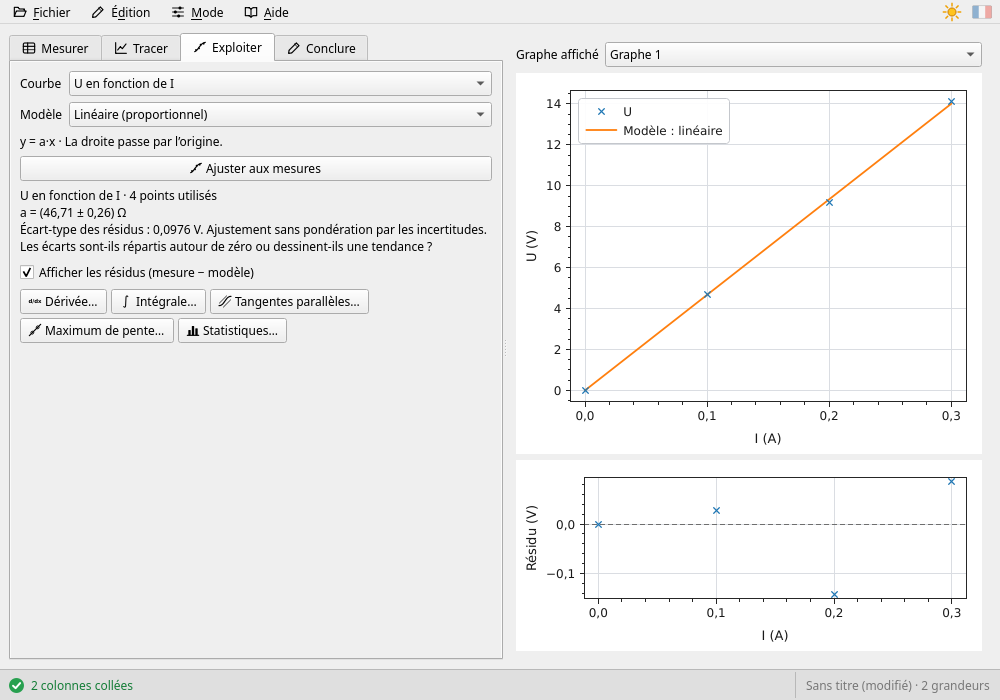 Fichier Édition Mode Aide
Mesurer Tracer Exploiter Conclure
Courbe U en fonction de I
Modèle Linéaire (proportionnel)
y = a·x · La droite passe par l’origine.
Ajuster aux mesures
U en fonction de I · 4 points utilisés
a = (46,71 ± 0,26) Ω
Écart-type des résidus : 0,0976 V. Ajustement sans pondération par les incertitudes.
Les écarts sont-ils répartis autour de zéro ou dessinent-ils une tendance ?
Afficher les résidus (mesure − modèle)
d/dx Dérivée... ∫ Intégrale... Tangentes parallèles...
Maximum de pente... Statistiques...
Graphe affiché Graphe 1
U
Modèle : linéaire
14
12
10
8
6
4
2
0
U (V)
0,0 0,1 0,2 0,3
I (A)
0,0
−0,1
Résidu (V)
0,0 0,1 0,2 0,3
I (A)
2 colonnes collées
Sans titre (modifié) · 2 grandeurs